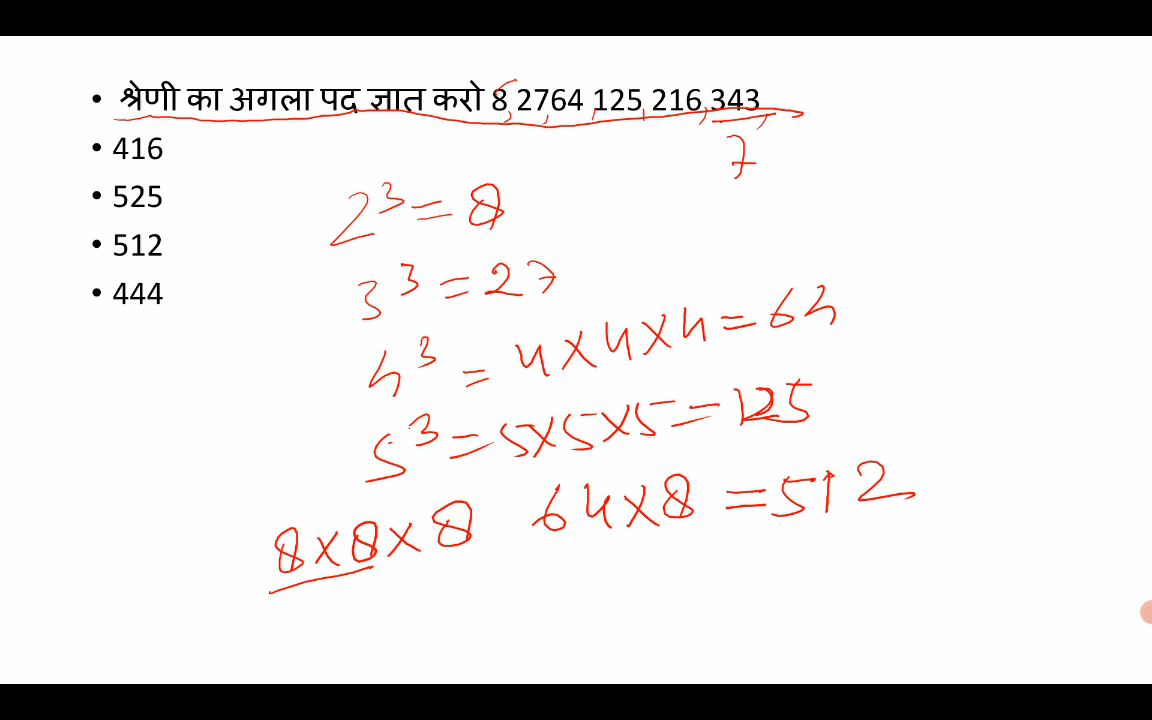 • श्रेणी का अगला पद ज्ञात करो 8, 2764 125, 216, 343,
7
• 416
• 525
• 512
• 444
2³ = 8
3³ = 27
4³ = 4 × 4 × 4 = 64
5³ = 5 × 5 × 5 = 125
8 × 8 × 8 64 × 8 = 512